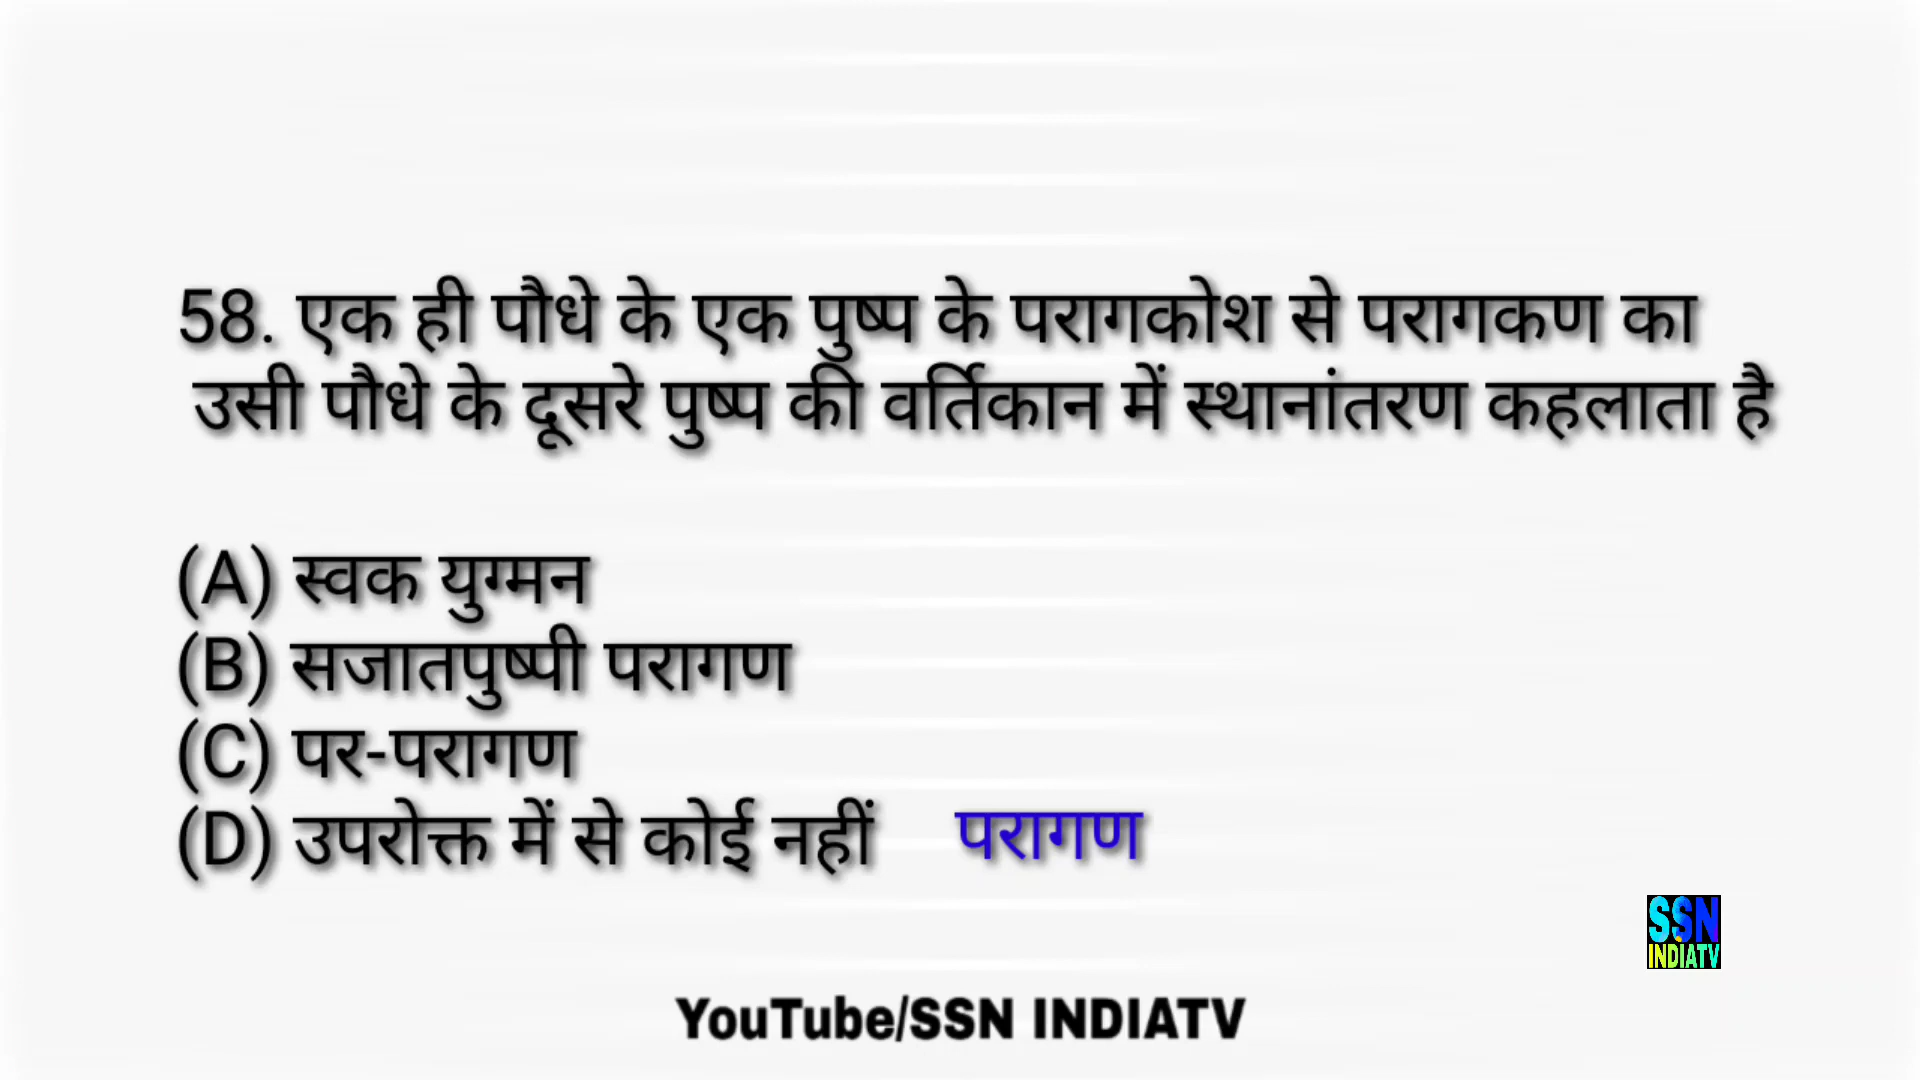 58. एक ही पौधे के एक पुष्प के परागकोश से परागकण का
उसी पौधे के दूसरे पुष्प की वर्तिकान में स्थानांतरण कहलाता है
(A) स्वक युग्मन
(B) सजातपुष्पी परागण
(C) पर-परागण
(D) उपरोक्त में से कोई नहीं परागण
SSN
INDIATV
YouTube/SSN INDIATV